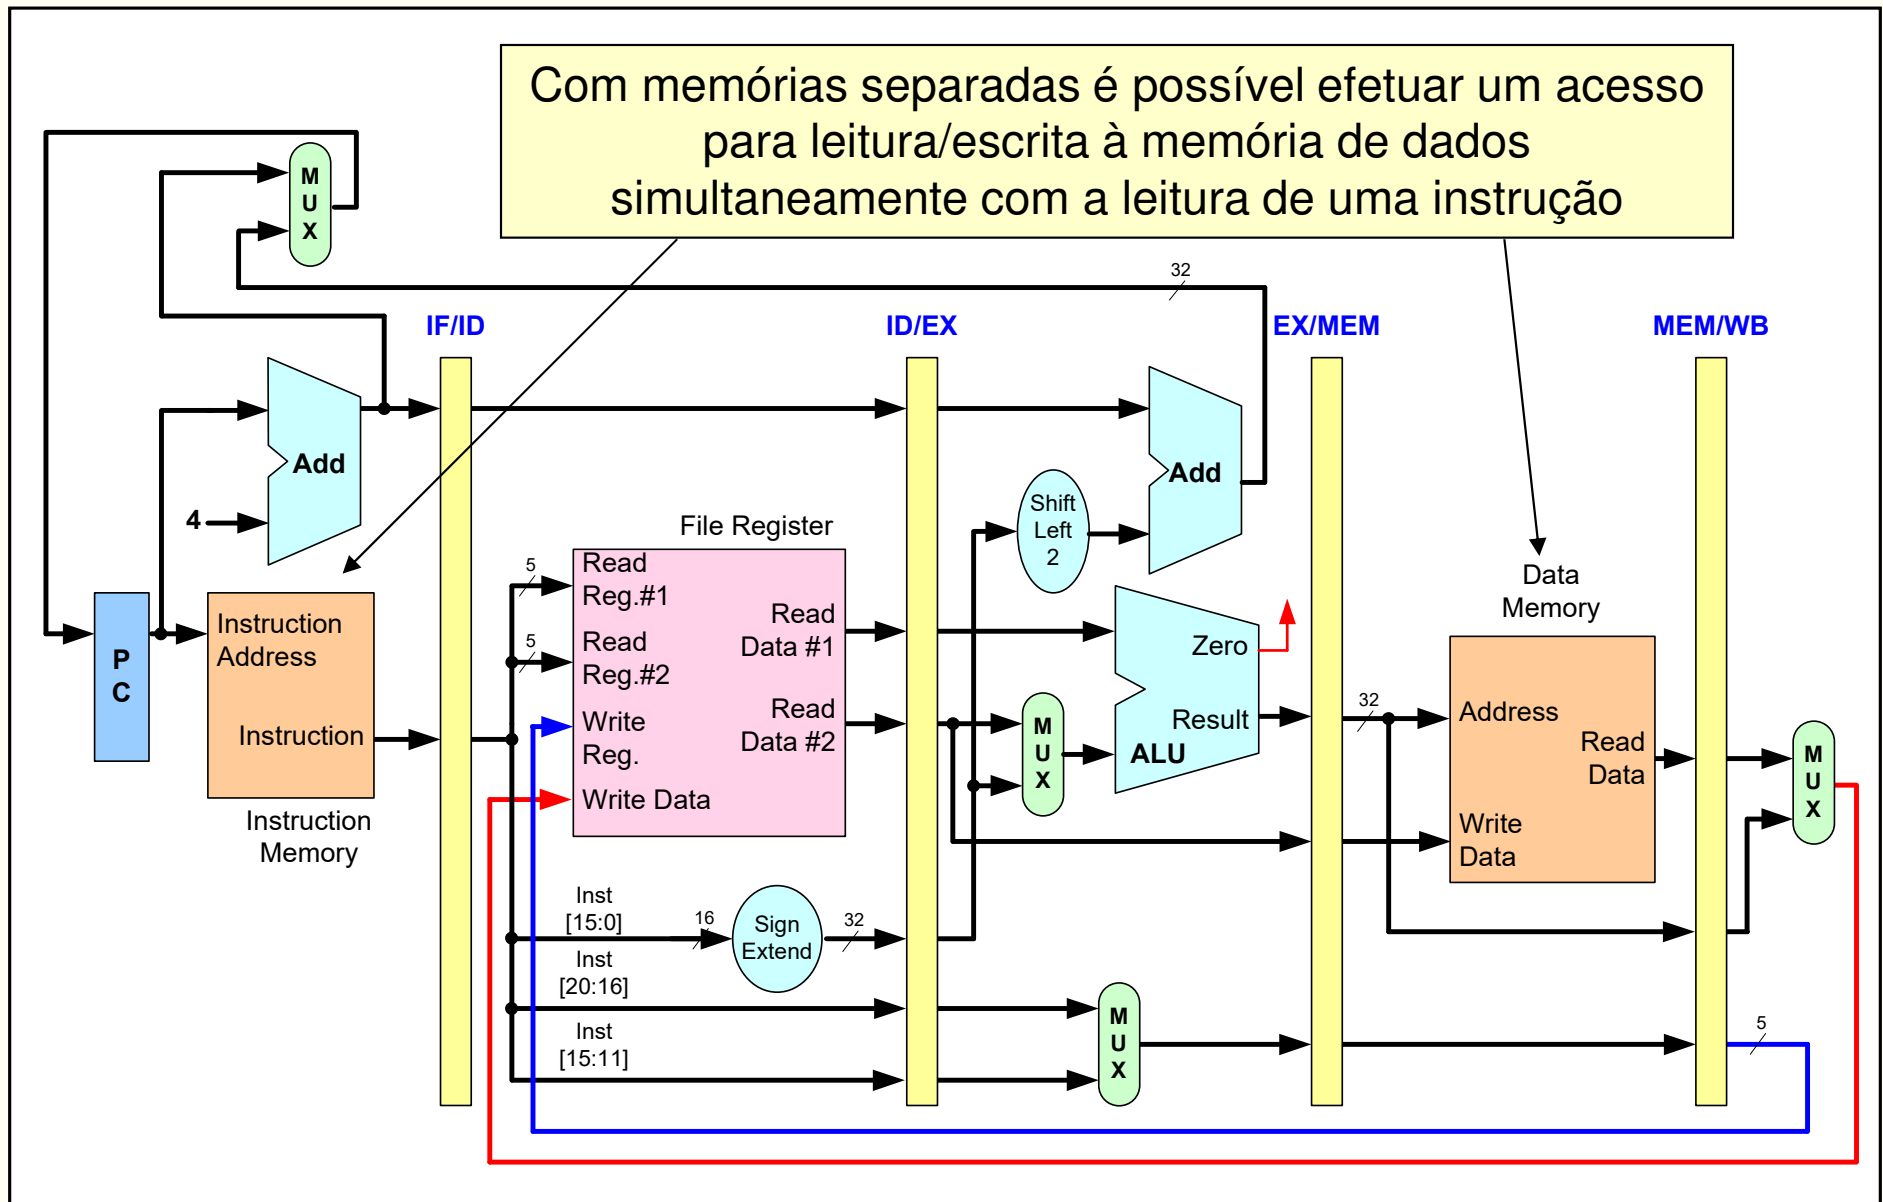 Com memórias separadas é possível efetuar um acesso
para leitura/escrita à memória de dados
simultaneamente com a leitura de uma instrução
M
U
X
32
IF/ID
ID/EX
EX/MEM
MEM/WB
Add
4
Add
Shift
Left
2
File Register
Data
Memory
P
C
Instruction
Address
Instruction
Instruction
Memory
5
Read
Reg.#1
5
Read
Reg.#2
Write
Reg.
Write Data
Read
Data #1
Read
Data #2
M
U
X
Zero
Result
ALU
32
Address
Read
Data
Write
Data
M
U
X
Inst
[15:0]
16
Sign
Extend
32
Inst
[20:16]
Inst
[15:11]
M
U
X
5